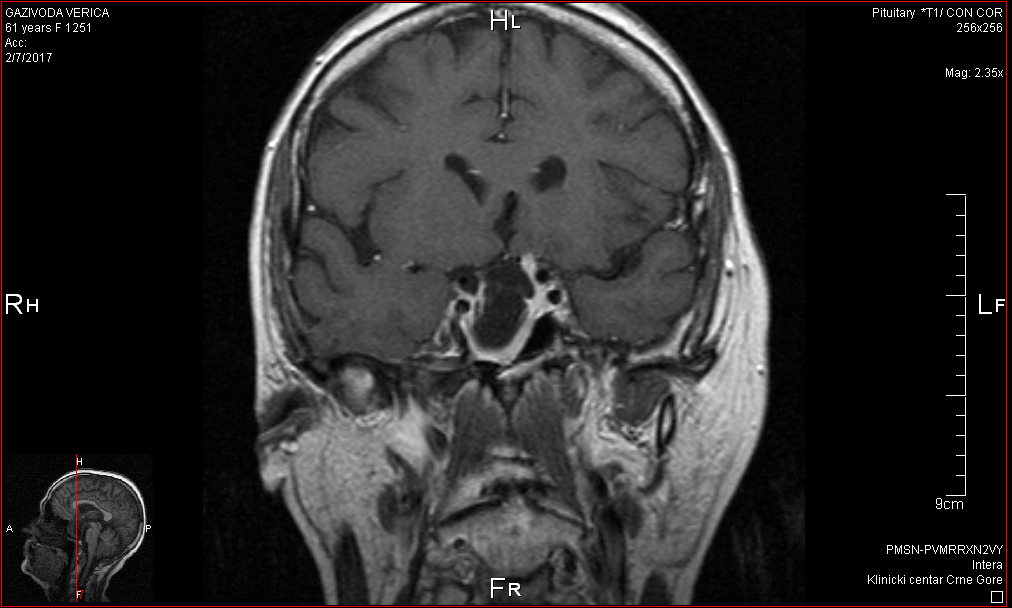 GAZIVODA VERICA
61 years F 1251
Acc:
2/7/2017
HL
Pituitary *T1/ CON COR
256x256
Mag: 2.35x
RH
LF
9cm
H
A
P
F
FR
PMSN-PVMRRXN2VY
Intera
Klinicki centar Crne Gore